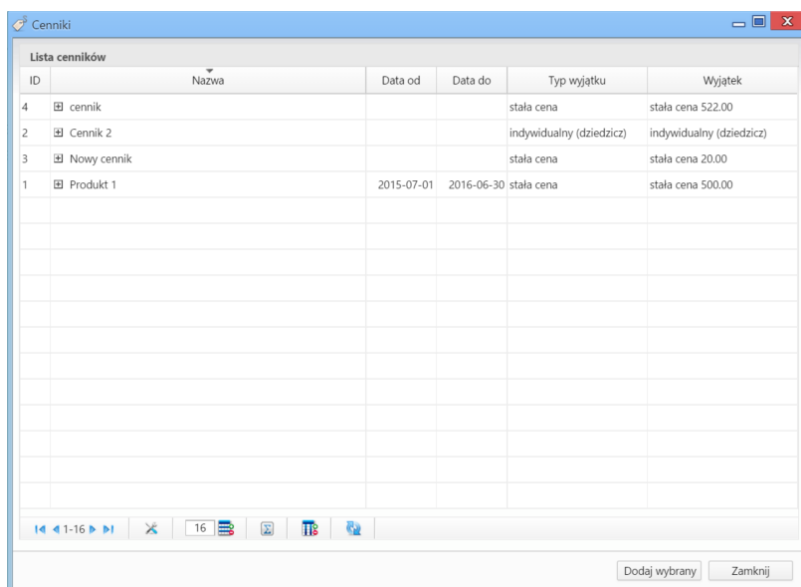 Cenniki
Lista cenników
ID Nazwa Data od Data do Typ wyjątku Wyjątek
4 cennik stała cena stała cena 522.00
2 Cennik 2 indywidualny (dziedzicz) indywidualny (dziedzicz)
3 Nowy cennik stała cena stała cena 20.00
1 Produkt 1 2015-07-01 2016-06-30 stała cena stała cena 500.00
1-16 16
Dodaj wybrany Zamknij